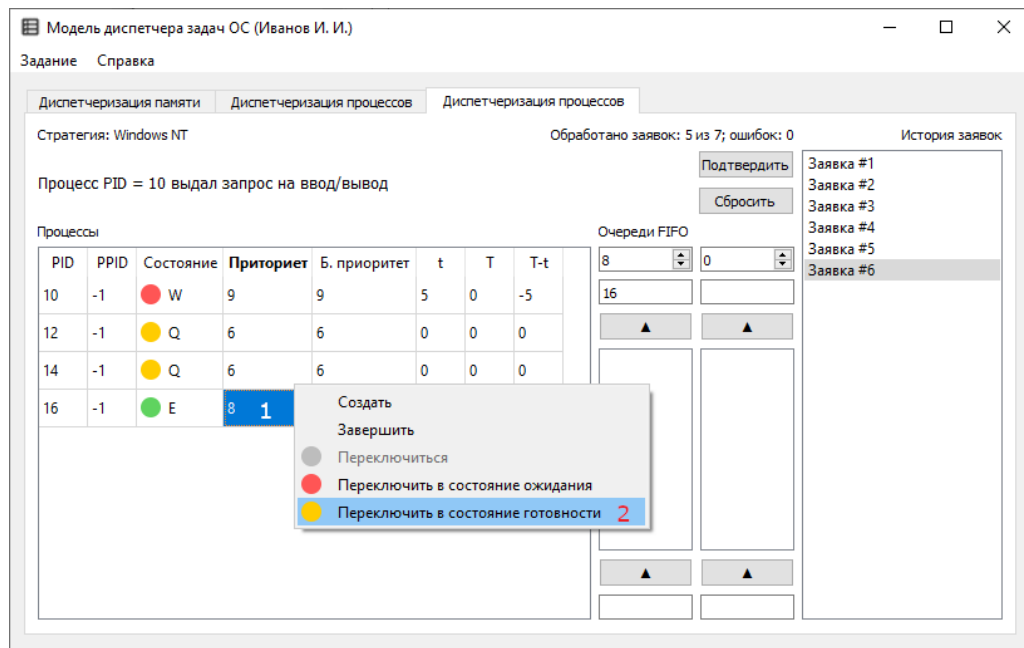 Модель диспетчера задач ОС (Иванов И. И.)
Задание Справка
Диспетчеризация памяти Диспетчеризация процессов Диспетчеризация процессов
Стратегия: Windows NT Обработано заявок: 5 из 7; ошибок: 0 История заявок
Процесс PID = 10 выдал запрос на ввод/вывод
Подтвердить
Сбросить
Процессы
PID PPID Состояние Приториет Б. приоритет t T T-t
10 -1 W 9 9 5 0 -5
12 -1 Q 6 6 0 0 0
14 -1 Q 6 6 0 0 0
16 -1 E 8 1
Создать
Завершить
Переключиться
Переключить в состояние ожидания
Переключить в состояние готовности 2
Очереди FIFO
8 0
16
▲ ▲
▲ ▲
Заявка #1
Заявка #2
Заявка #3
Заявка #4
Заявка #5
Заявка #6